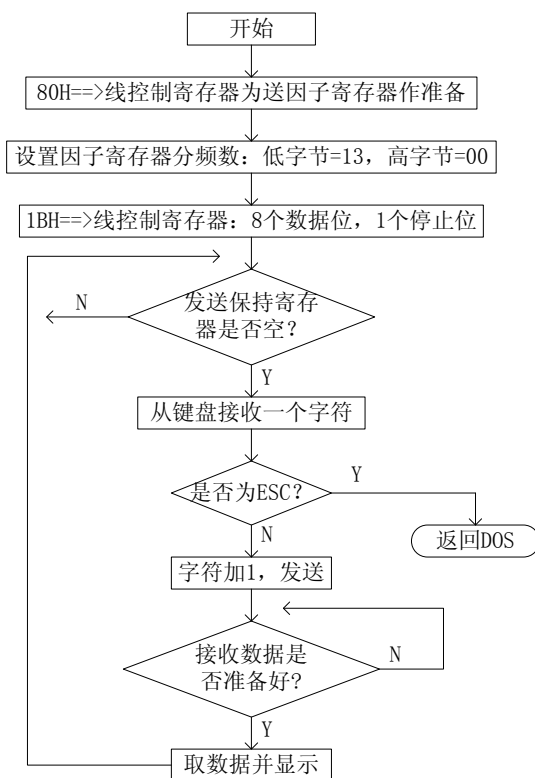 开始
80H==>线控制寄存器为送因子寄存器作准备
设置因子寄存器分频数：低字节=13，高字节=00
1BH==>线控制寄存器：8个数据位，1个停止位
N
发送保持寄存
器是否空？
Y
从键盘接收一个字符
是否为ESC？
Y
N
返回DOS
字符加1，发送
接收数据是
否准备好？
N
Y
取数据并显示